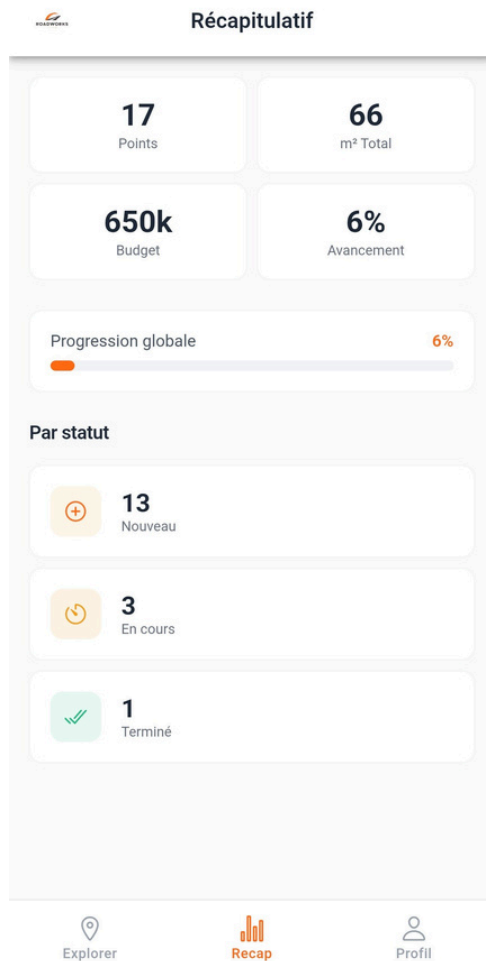 ROADWORKS
Récapitulatif
17
Points
66
m² Total
650k
Budget
6%
Avancement
Progression globale
6%
Par statut
13
Nouveau
3
En cours
1
Terminé
Explorer
Recap
Profil